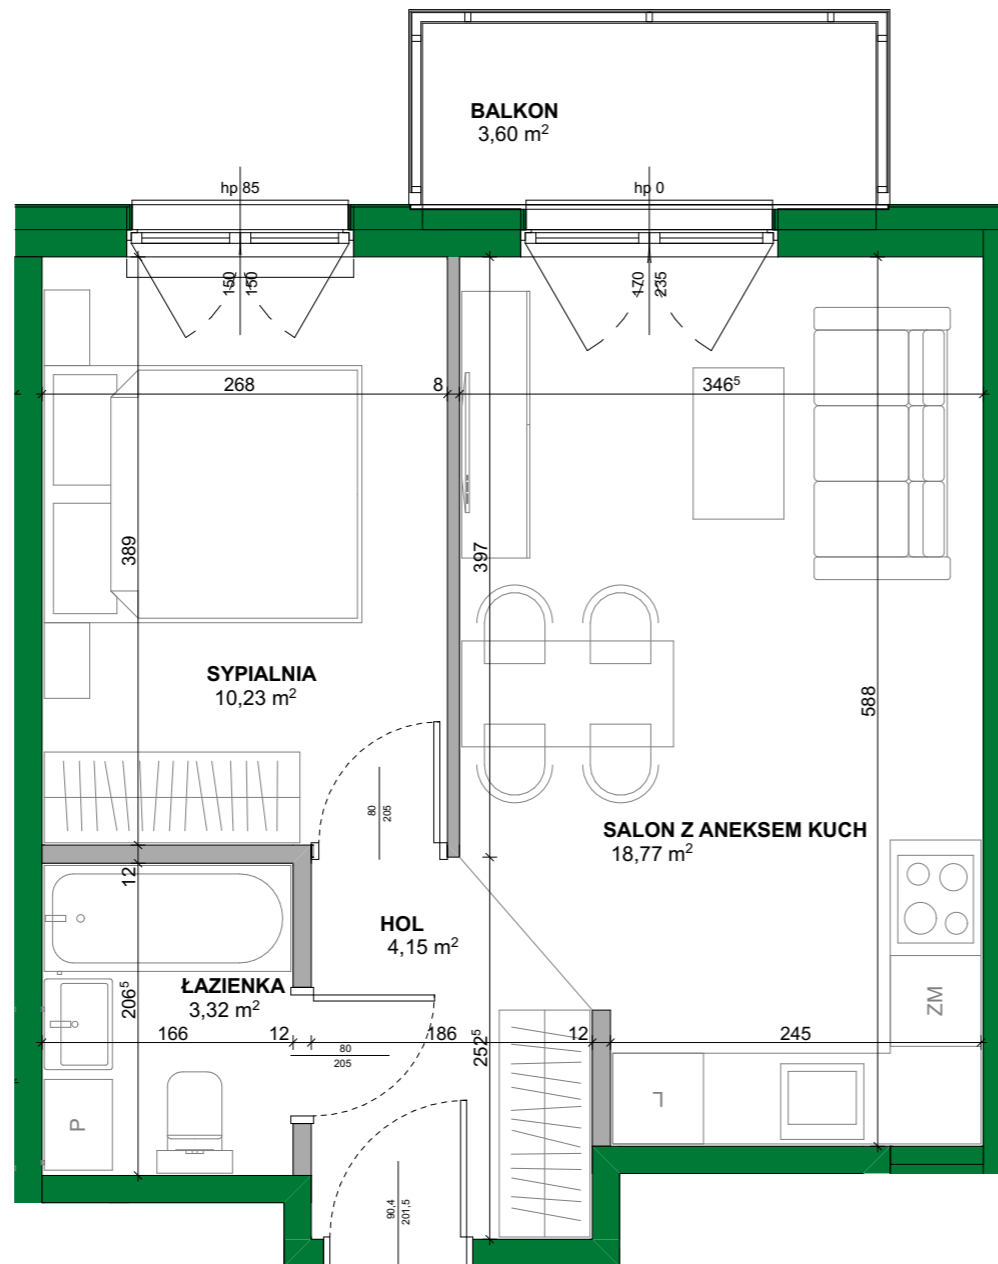 BALKON
3,60 m²
hp 85
hp 0
150
150
170
235
268
8
346⁵
389
397
588
SYPIALNIA
10,23 m²
80
205
SALON Z ANEKSEM KUCH
18,77 m²
12
HOL
4,15 m²
ŁAZIENKA
3,32 m²
206⁵
ZM
166
12
186
252⁵
12
245
80
205
P
L
90,4
201,5